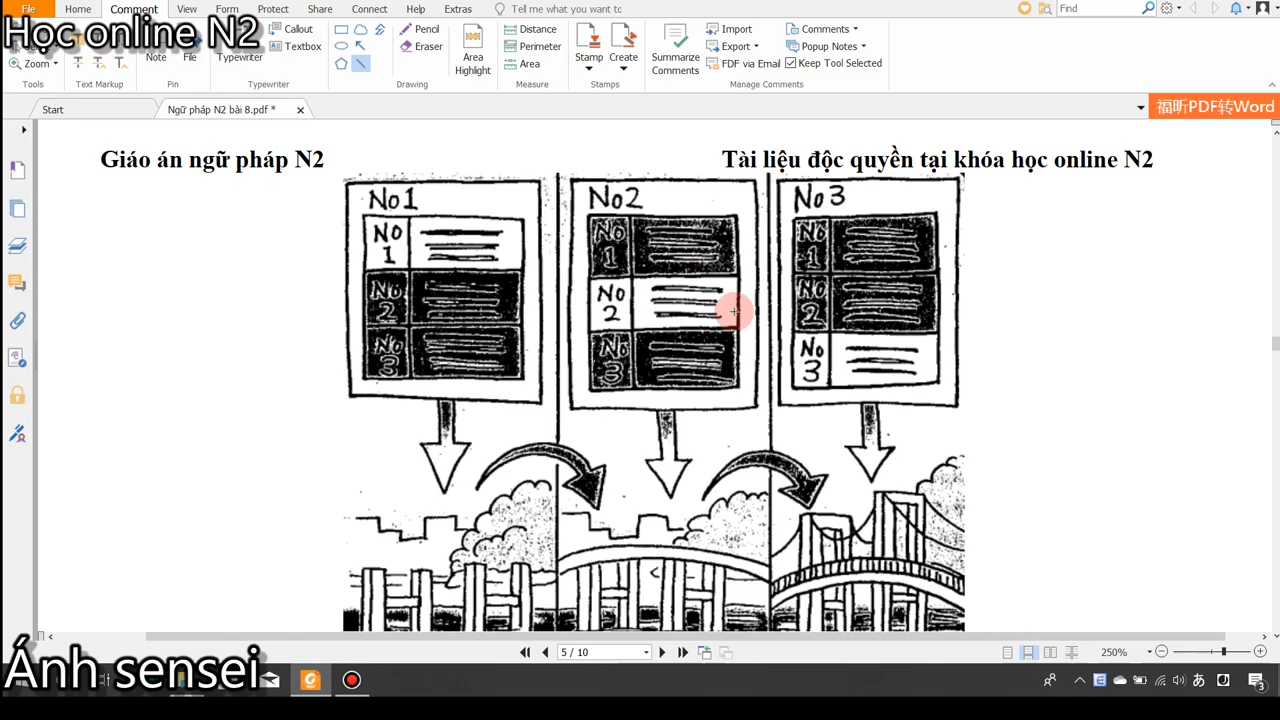 File Home Comment View Form Protect Share Connect Help Extras Tell me what you want to do Find
Học online N2
Callout
Textbox
Pencil
Eraser
Distance
Perimeter
Area
Import
Export
FDF via Email
Comments
Popup Notes
Keep Tool Selected
Zoom
Note
File
Typewriter
Area Highlight
Stamp
Create
Summarize Comments
Tools Text Markup Pin Typewriter Drawing Measure Stamps Manage Comments
Start Ngữ pháp N2 bài 8.pdf * 福昕PDF转Word
Giáo án ngữ pháp N2
Tài liệu độc quyền tại khóa học online N2
No1
No 1
No 2
No 3
No2
No 1
No 2
No 3
No3
No 1
No 2
No 3
5 / 10 250%
Ánh sensei
あ
3